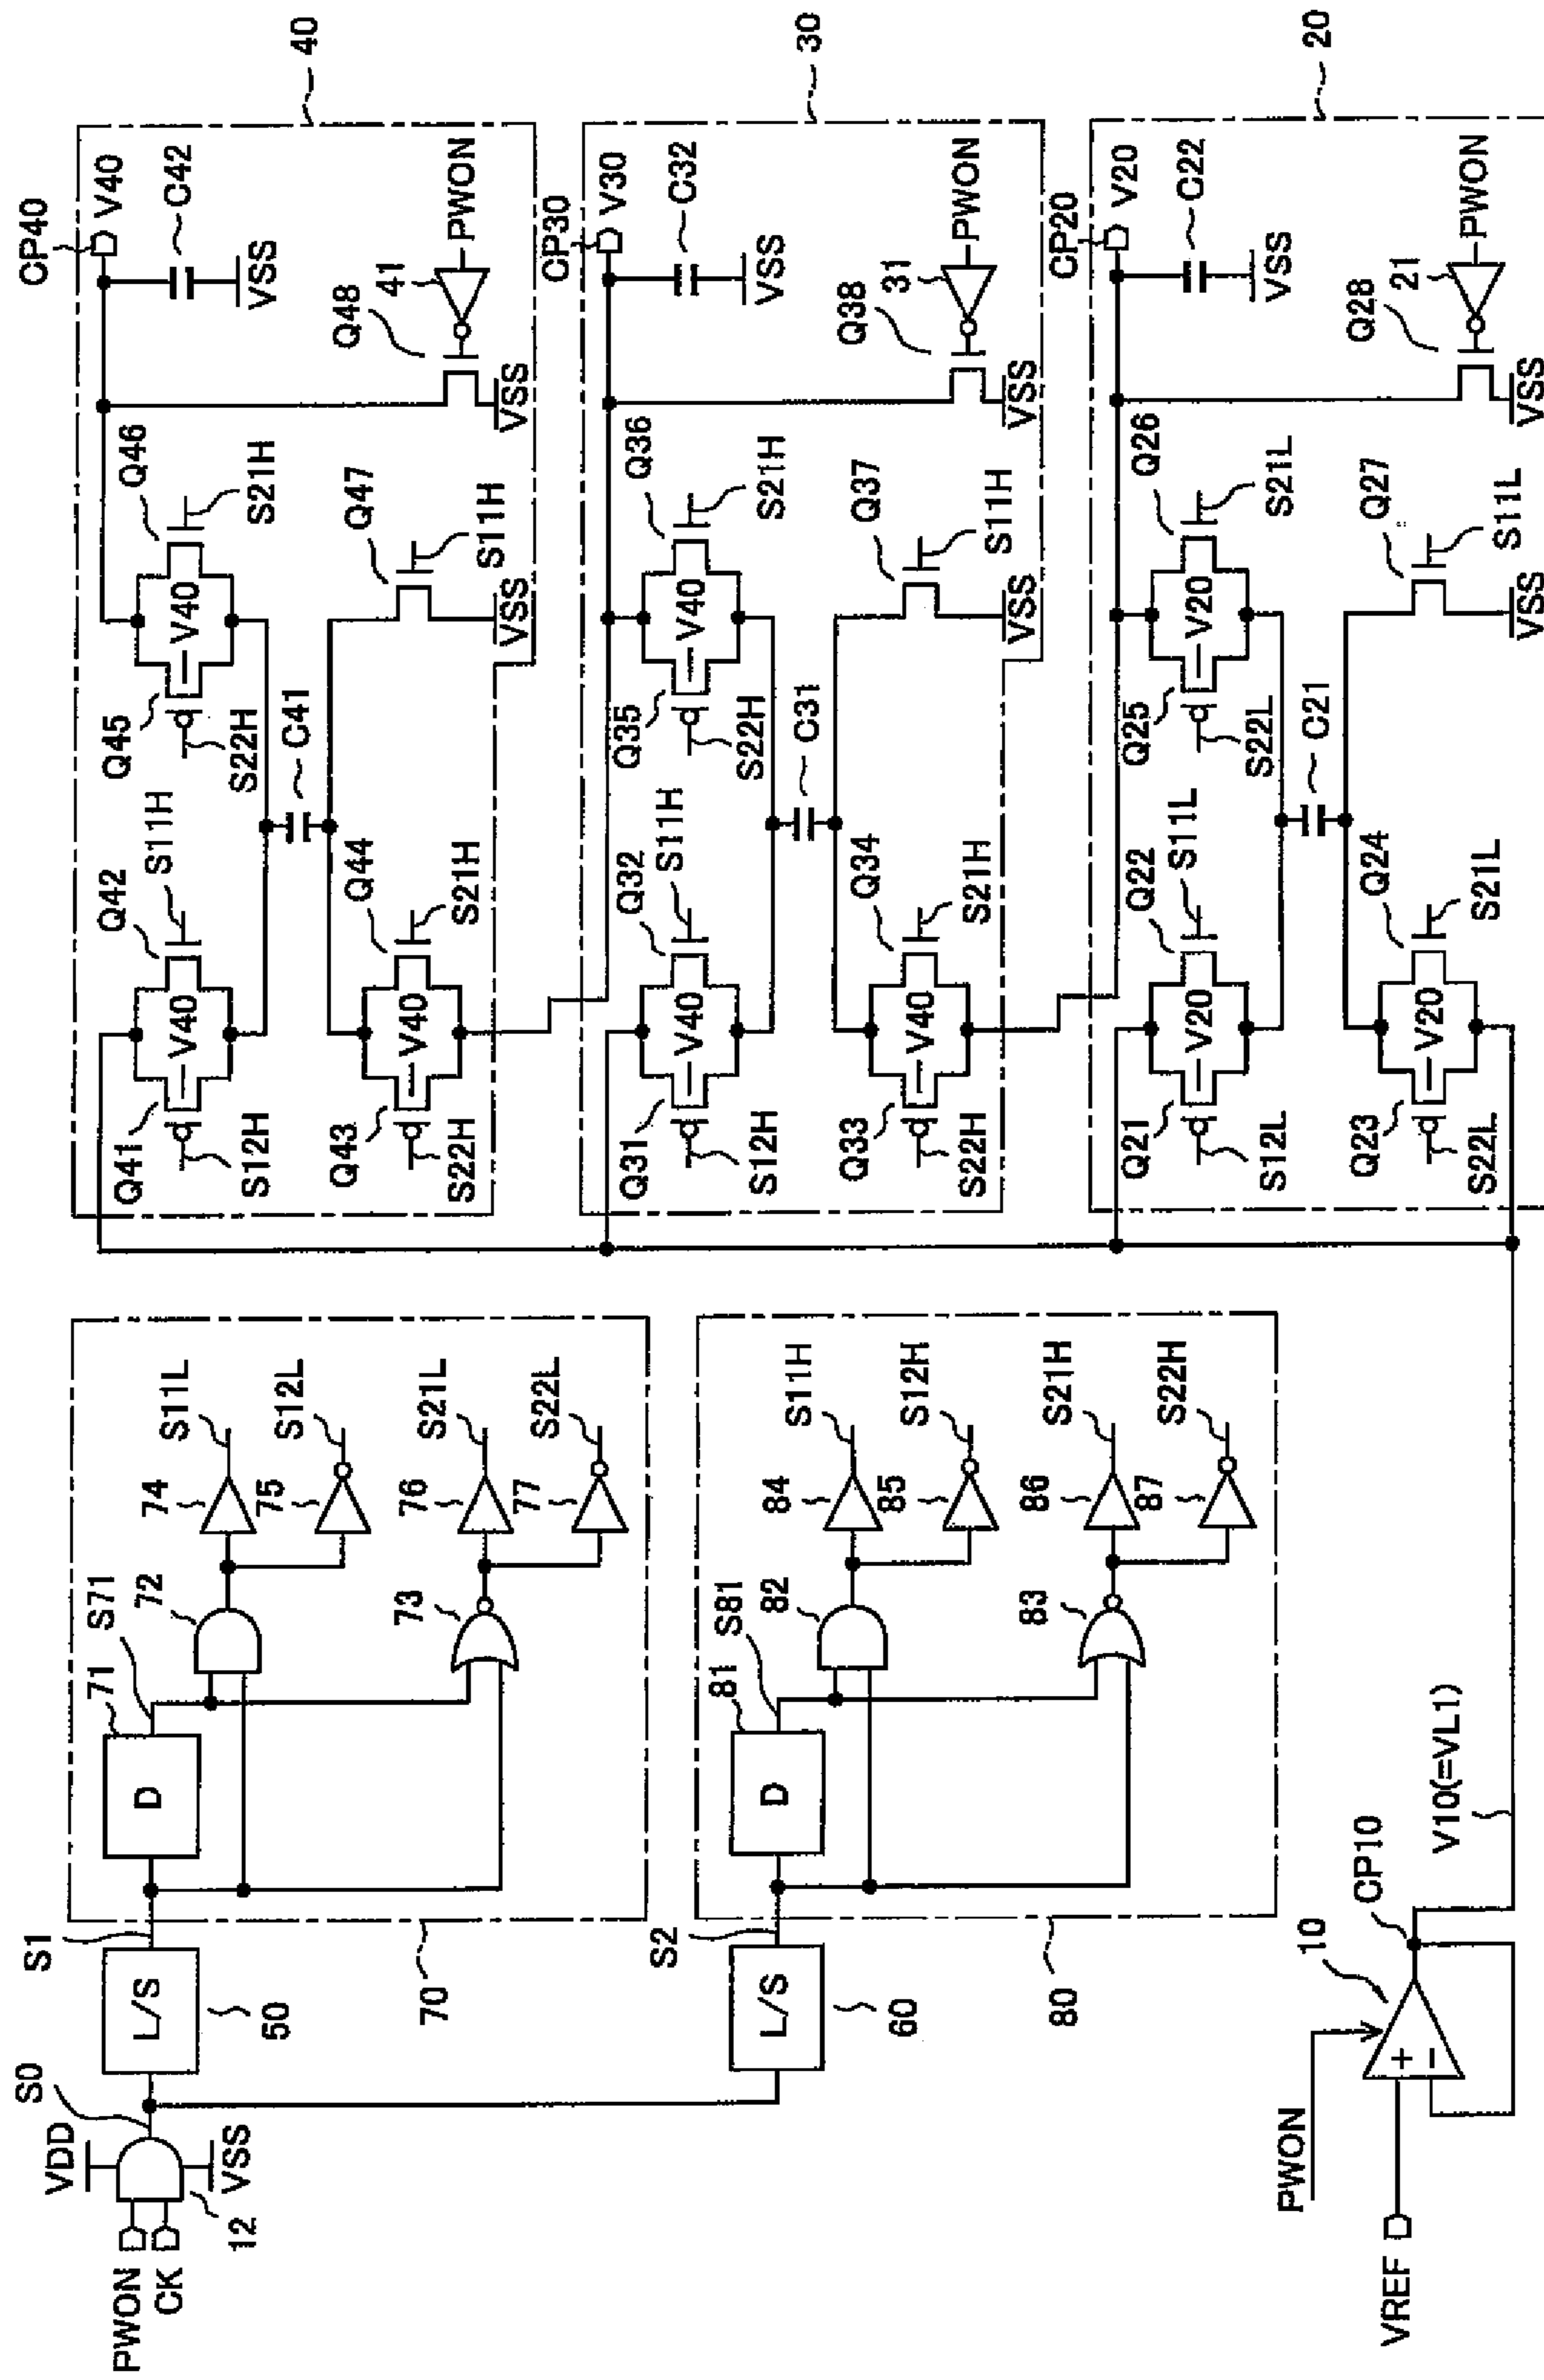 PWON
CK
VDD
VSS
12
S0
L/S
50
S1
L/S
60
S2
70
D
71
S71
72
73
74
S11L
75
S12L
76
S21L
77
S22L
80
D
81
S81
82
83
84
S11H
85
S12H
86
S21H
87
S22H
VREF
PWON
+
−
10
CP10
V10(=VL1)
40
CP40
V40
C42
VSS
Q41
S12H
V40
Q42
S11H
Q45
S22H
V40
Q46
S21H
C41
Q43
S22H
V40
Q44
S21H
Q47
S11H
VSS
Q48
41
PWON
VSS
30
CP30
V30
C32
VSS
Q31
S12H
V40
Q32
S11H
Q35
S22H
V40
Q36
S21H
C31
Q33
S22H
V40
Q34
S21H
Q37
S11H
VSS
Q38
31
PWON
VSS
20
CP20
V20
C22
VSS
Q21
S12L
V20
Q22
S11L
Q25
S22L
V20
Q26
S21L
C21
Q23
S22L
V20
Q24
S21L
Q27
S11L
VSS
Q28
21
PWON
VSS